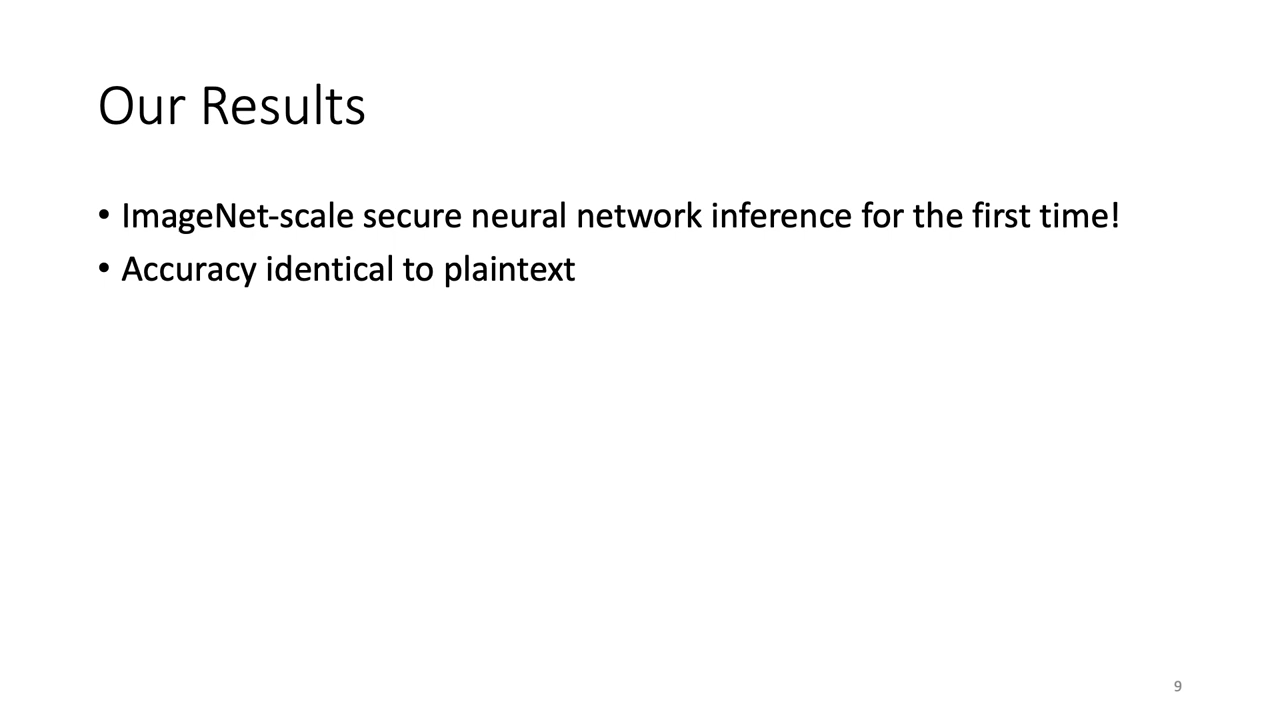 Our Results
• ImageNet-scale secure neural network inference for the first time!
• Accuracy identical to plaintext
9